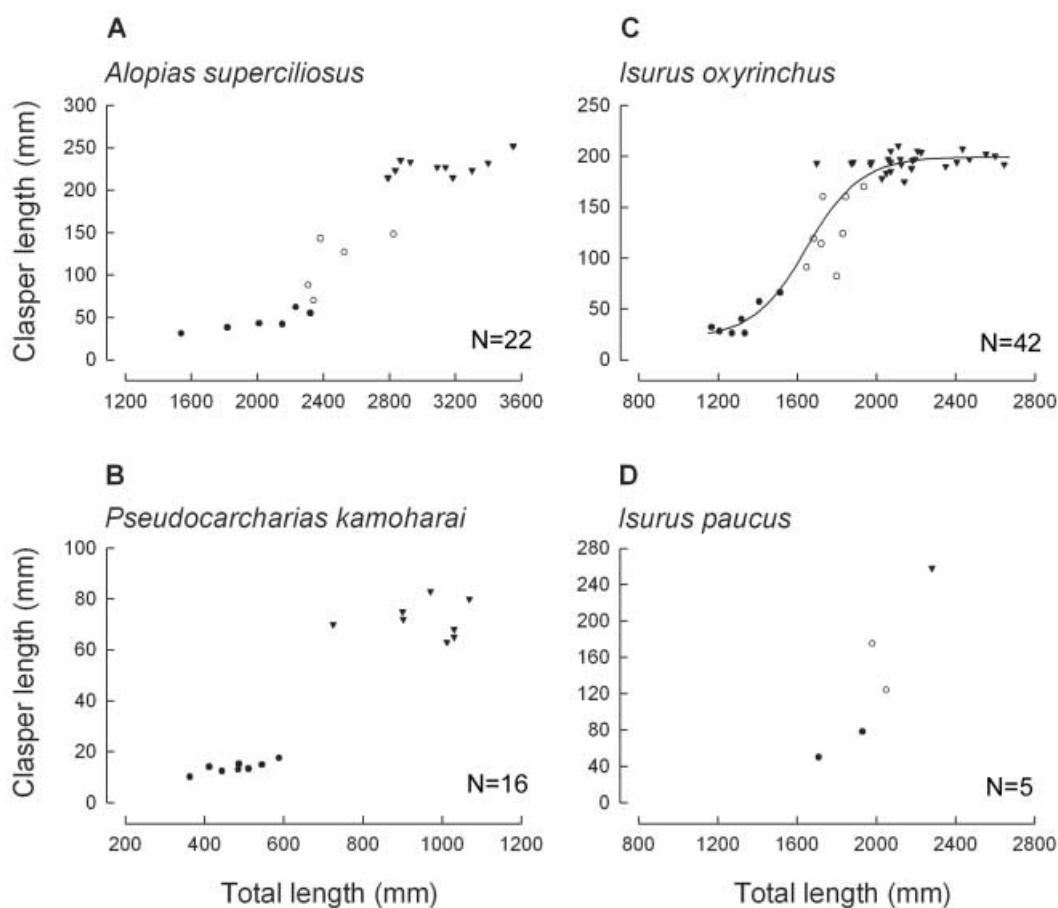 A
Alopias superciliosus
Clasper length (mm)
300
250
200
150
100
50
0
N=22
1200 1600 2000 2400 2800 3200 3600
C
Isurus oxyrinchus
250
200
150
100
50
0
N=42
800 1200 1600 2000 2400 2800
B
Pseudocarcharias kamoharai
Clasper length (mm)
100
80
60
40
20
0
N=16
200 400 600 800 1000 1200
Total length (mm)
D
Isurus paucus
280
240
200
160
120
80
40
0
N=5
800 1200 1600 2000 2400 2800
Total length (mm)